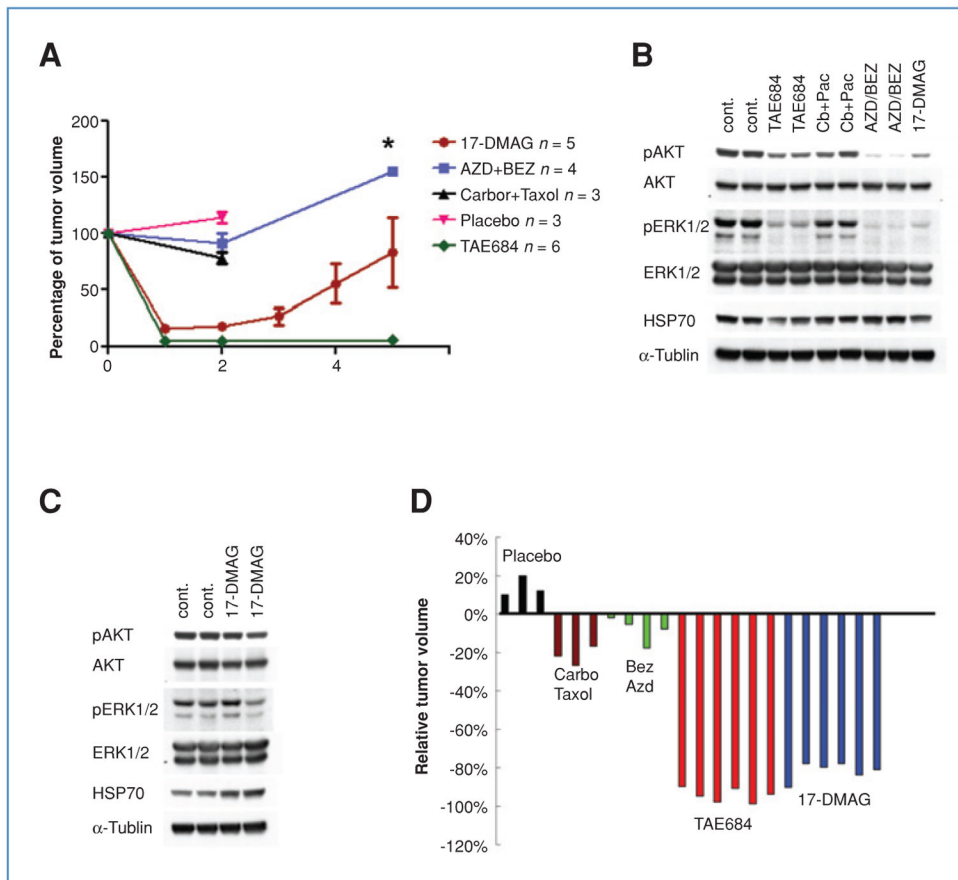 A
200
150
100
50
0
Percentage of tumor volume
0 2 4
*
17-DMAG n = 5
AZD+BEZ n = 4
Carbor+Taxol n = 3
Placebo n = 3
TAE684 n = 6
B
cont. cont. TAE684 TAE684 Cb+Pac Cb+Pac AZD/BEZ AZD/BEZ 17-DMAG
pAKT
AKT
pERK1/2
ERK1/2
HSP70
α-Tublin
C
cont. cont. 17-DMAG 17-DMAG
pAKT
AKT
pERK1/2
ERK1/2
HSP70
α-Tublin
D
40%
20%
0%
-20%
-40%
-60%
-80%
-100%
-120%
Relative tumor volume
Placebo
Carbo
Taxol
Bez
Azd
TAE684
17-DMAG